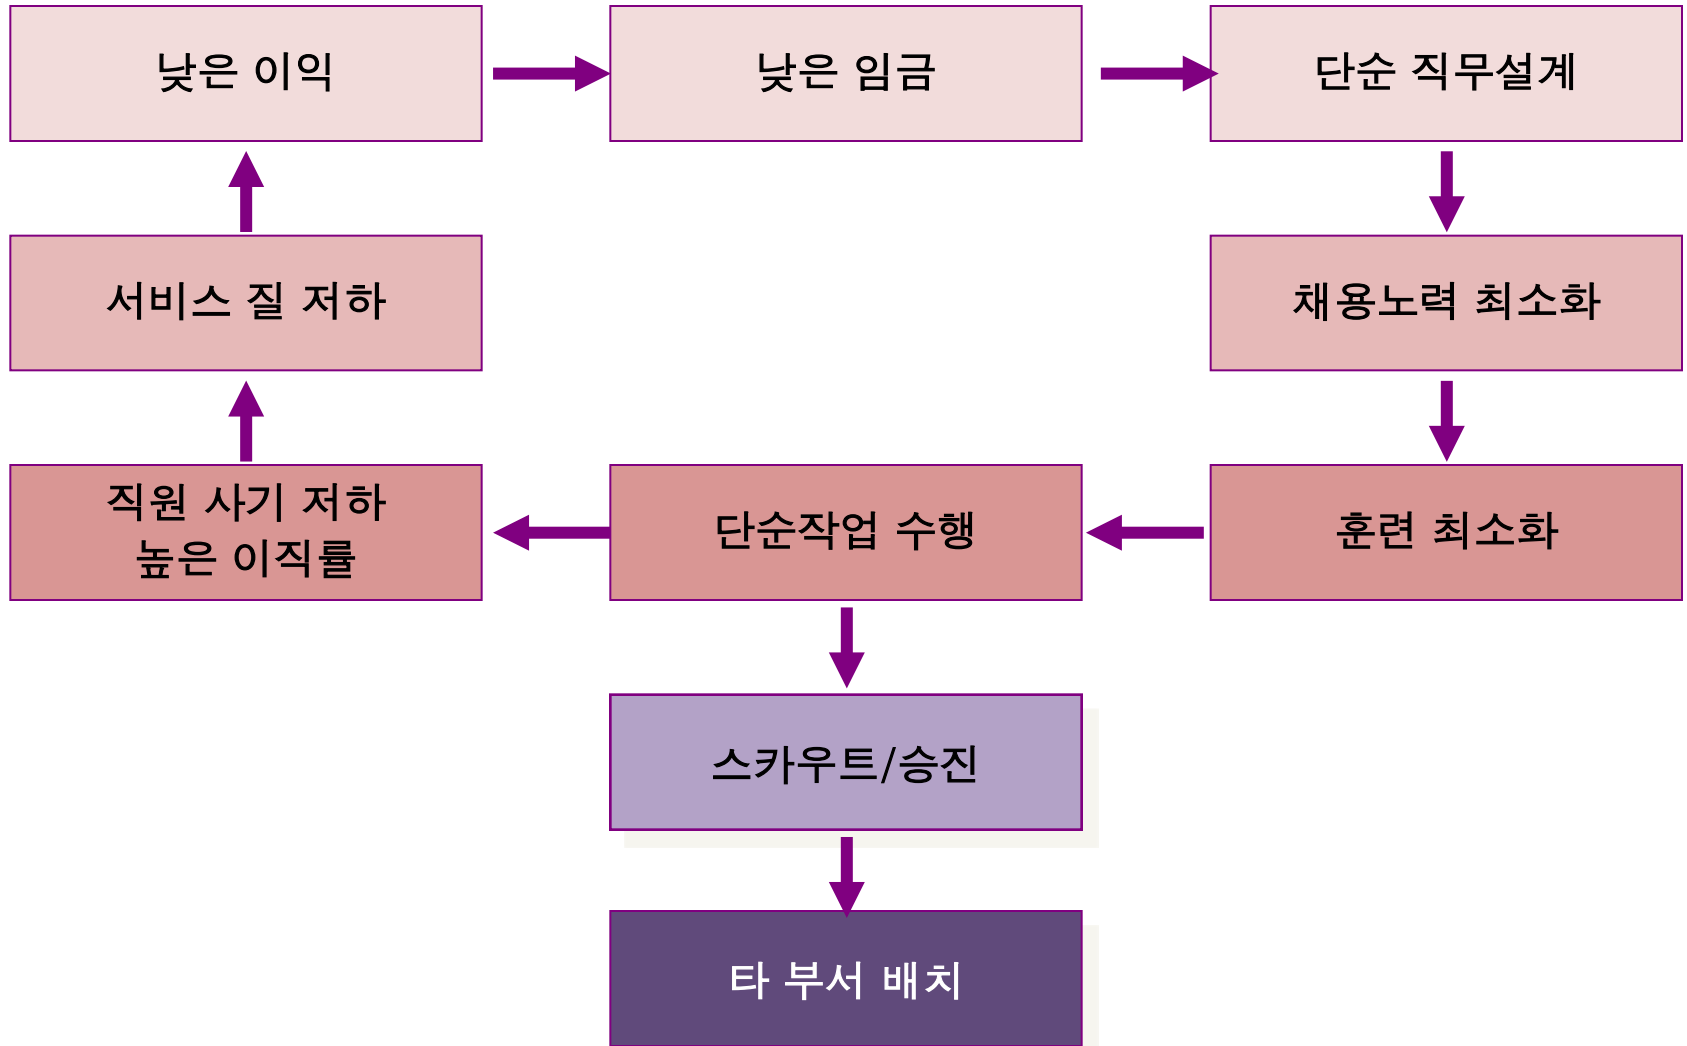 낮은 이익
낮은 임금
단순 직무설계
서비스 질 저하
채용노력 최소화
직원 사기 저하
높은 이직률
단순작업 수행
훈련 최소화
스카우트/승진
타 부서 배치